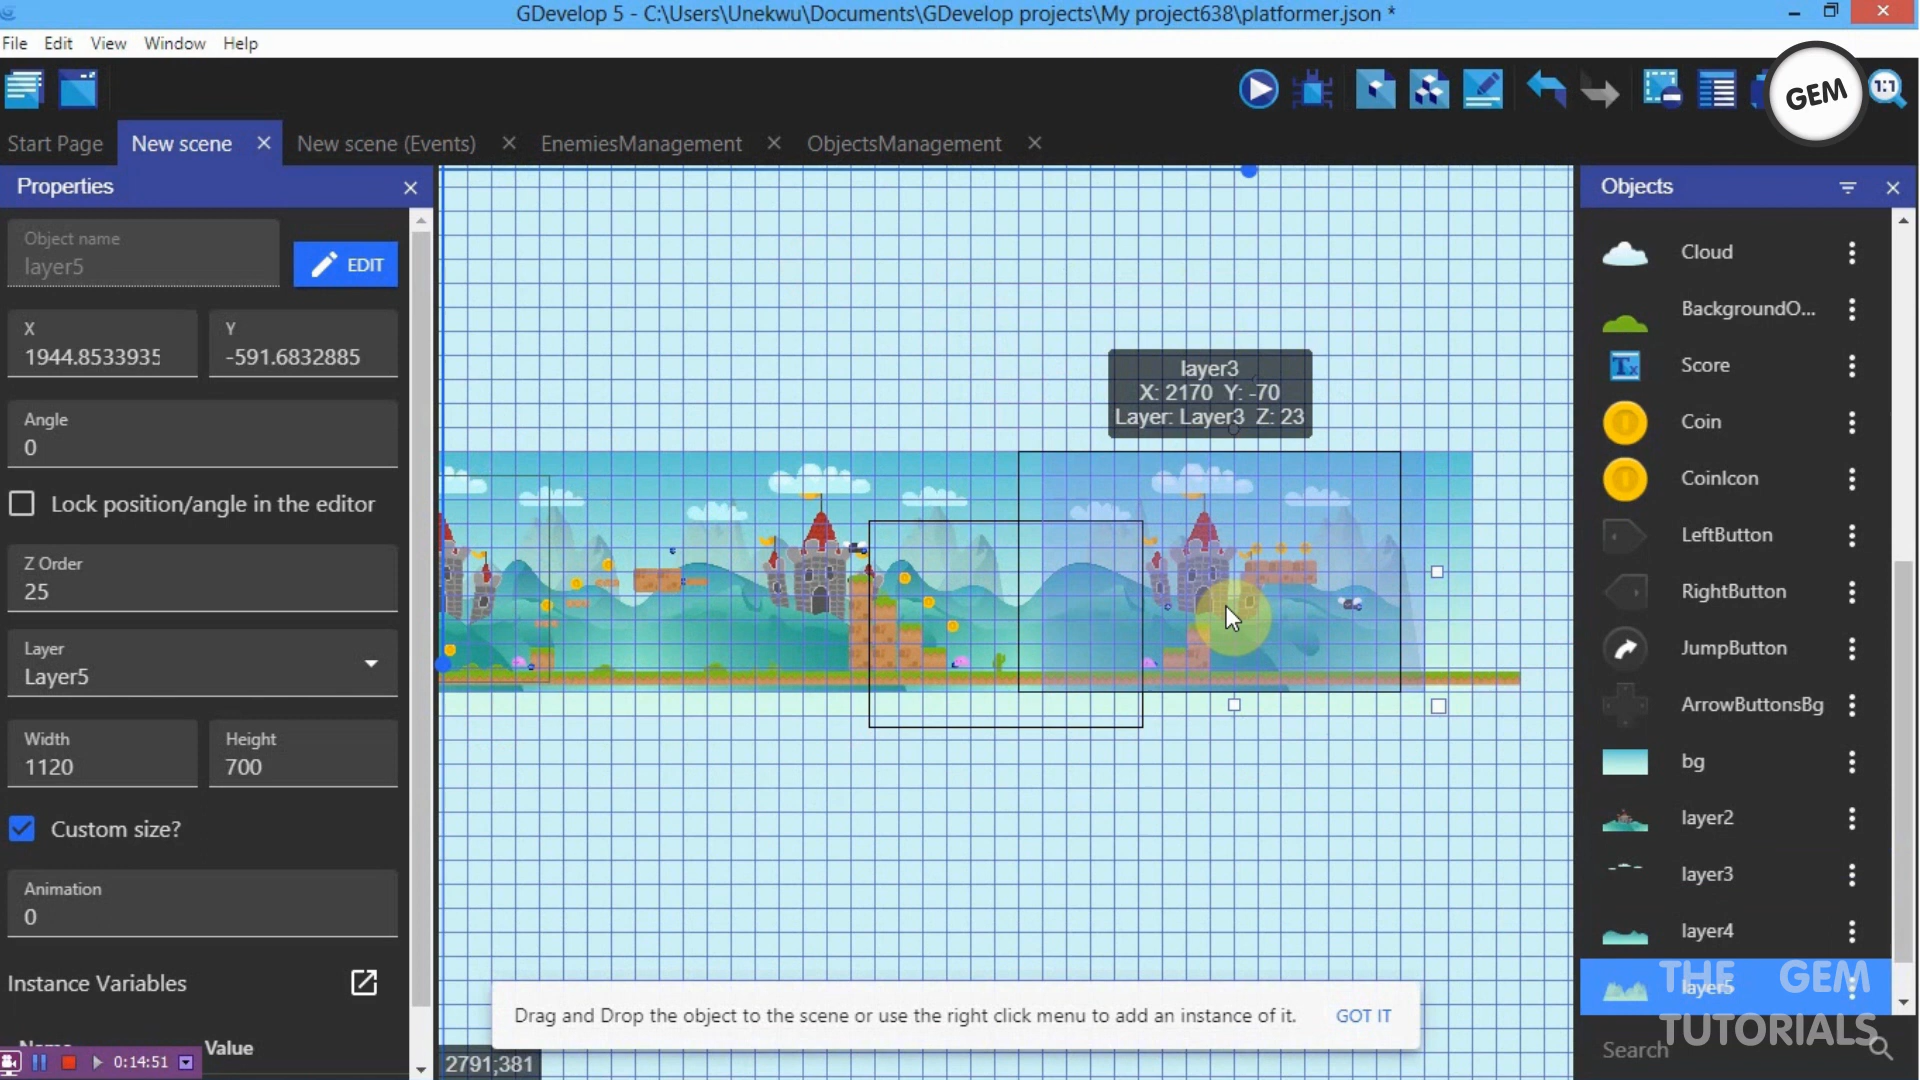 GDevelop 5 - C:\Users\Unekwu\Documents\GDevelop projects\My project638\platformer.json *
File Edit View Window Help
GEM
1:1
Start Page
New scene
New scene (Events)
EnemiesManagement
ObjectsManagement
Properties
Object name
layer5
EDIT
X
1944.8533935
Y
-591.6832885
Angle
0
Lock position/angle in the editor
Z Order
25
Layer
Layer5
Width
1120
Height
700
Custom size?
Animation
0
Instance Variables
Name
Value
0:14:51
layer3
X: 2170 Y: -70
Layer: Layer3 Z: 23
Drag and Drop the object to the scene or use the right click menu to add an instance of it.
GOT IT
2791;381
Objects
Cloud
BackgroundO...
Score
Coin
CoinIcon
LeftButton
RightButton
JumpButton
ArrowButtonsBg
bg
layer2
layer3
layer4
layer5
THE GEM
TUTORIALS
Search